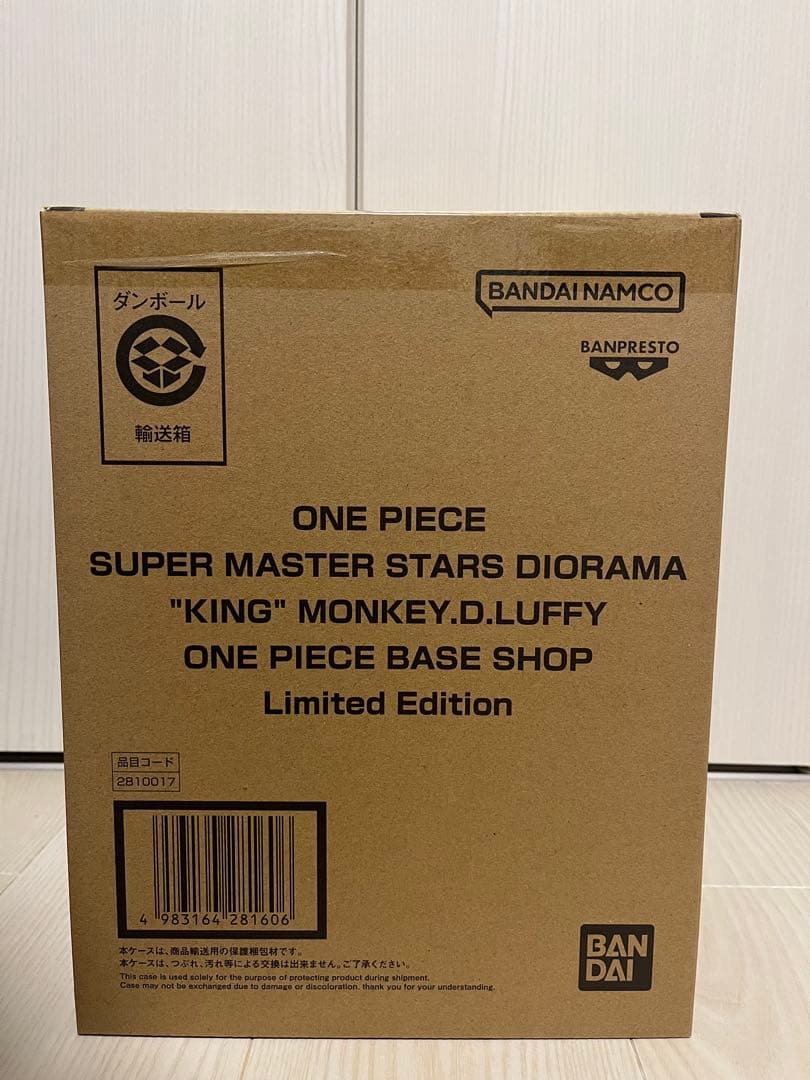 ダンボール
輸送箱
BANDAI NAMCO
BANPRESTO
ONE PIECE
SUPER MASTER STARS DIORAMA
"KING" MONKEY.D.LUFFY
ONE PIECE BASE SHOP
Limited Edition
品目コード
2810017
4 983164 281606
本ケースは、商品輸送用の保護梱包材です。
本ケースは、つぶれ、汚れ等による交換は出来ません。ご了承ください。
This case is used solely for the purpose of protecting product during shipment.
Case may not be exchanged due to damage or discoloration. thank you for your understanding.
BAN
DAI